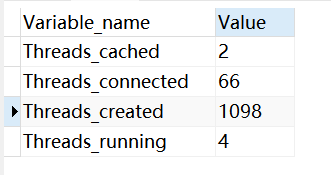 Variable_name Value
Threads_cached 2
Threads_connected 66
Threads_created 1098
Threads_running 4